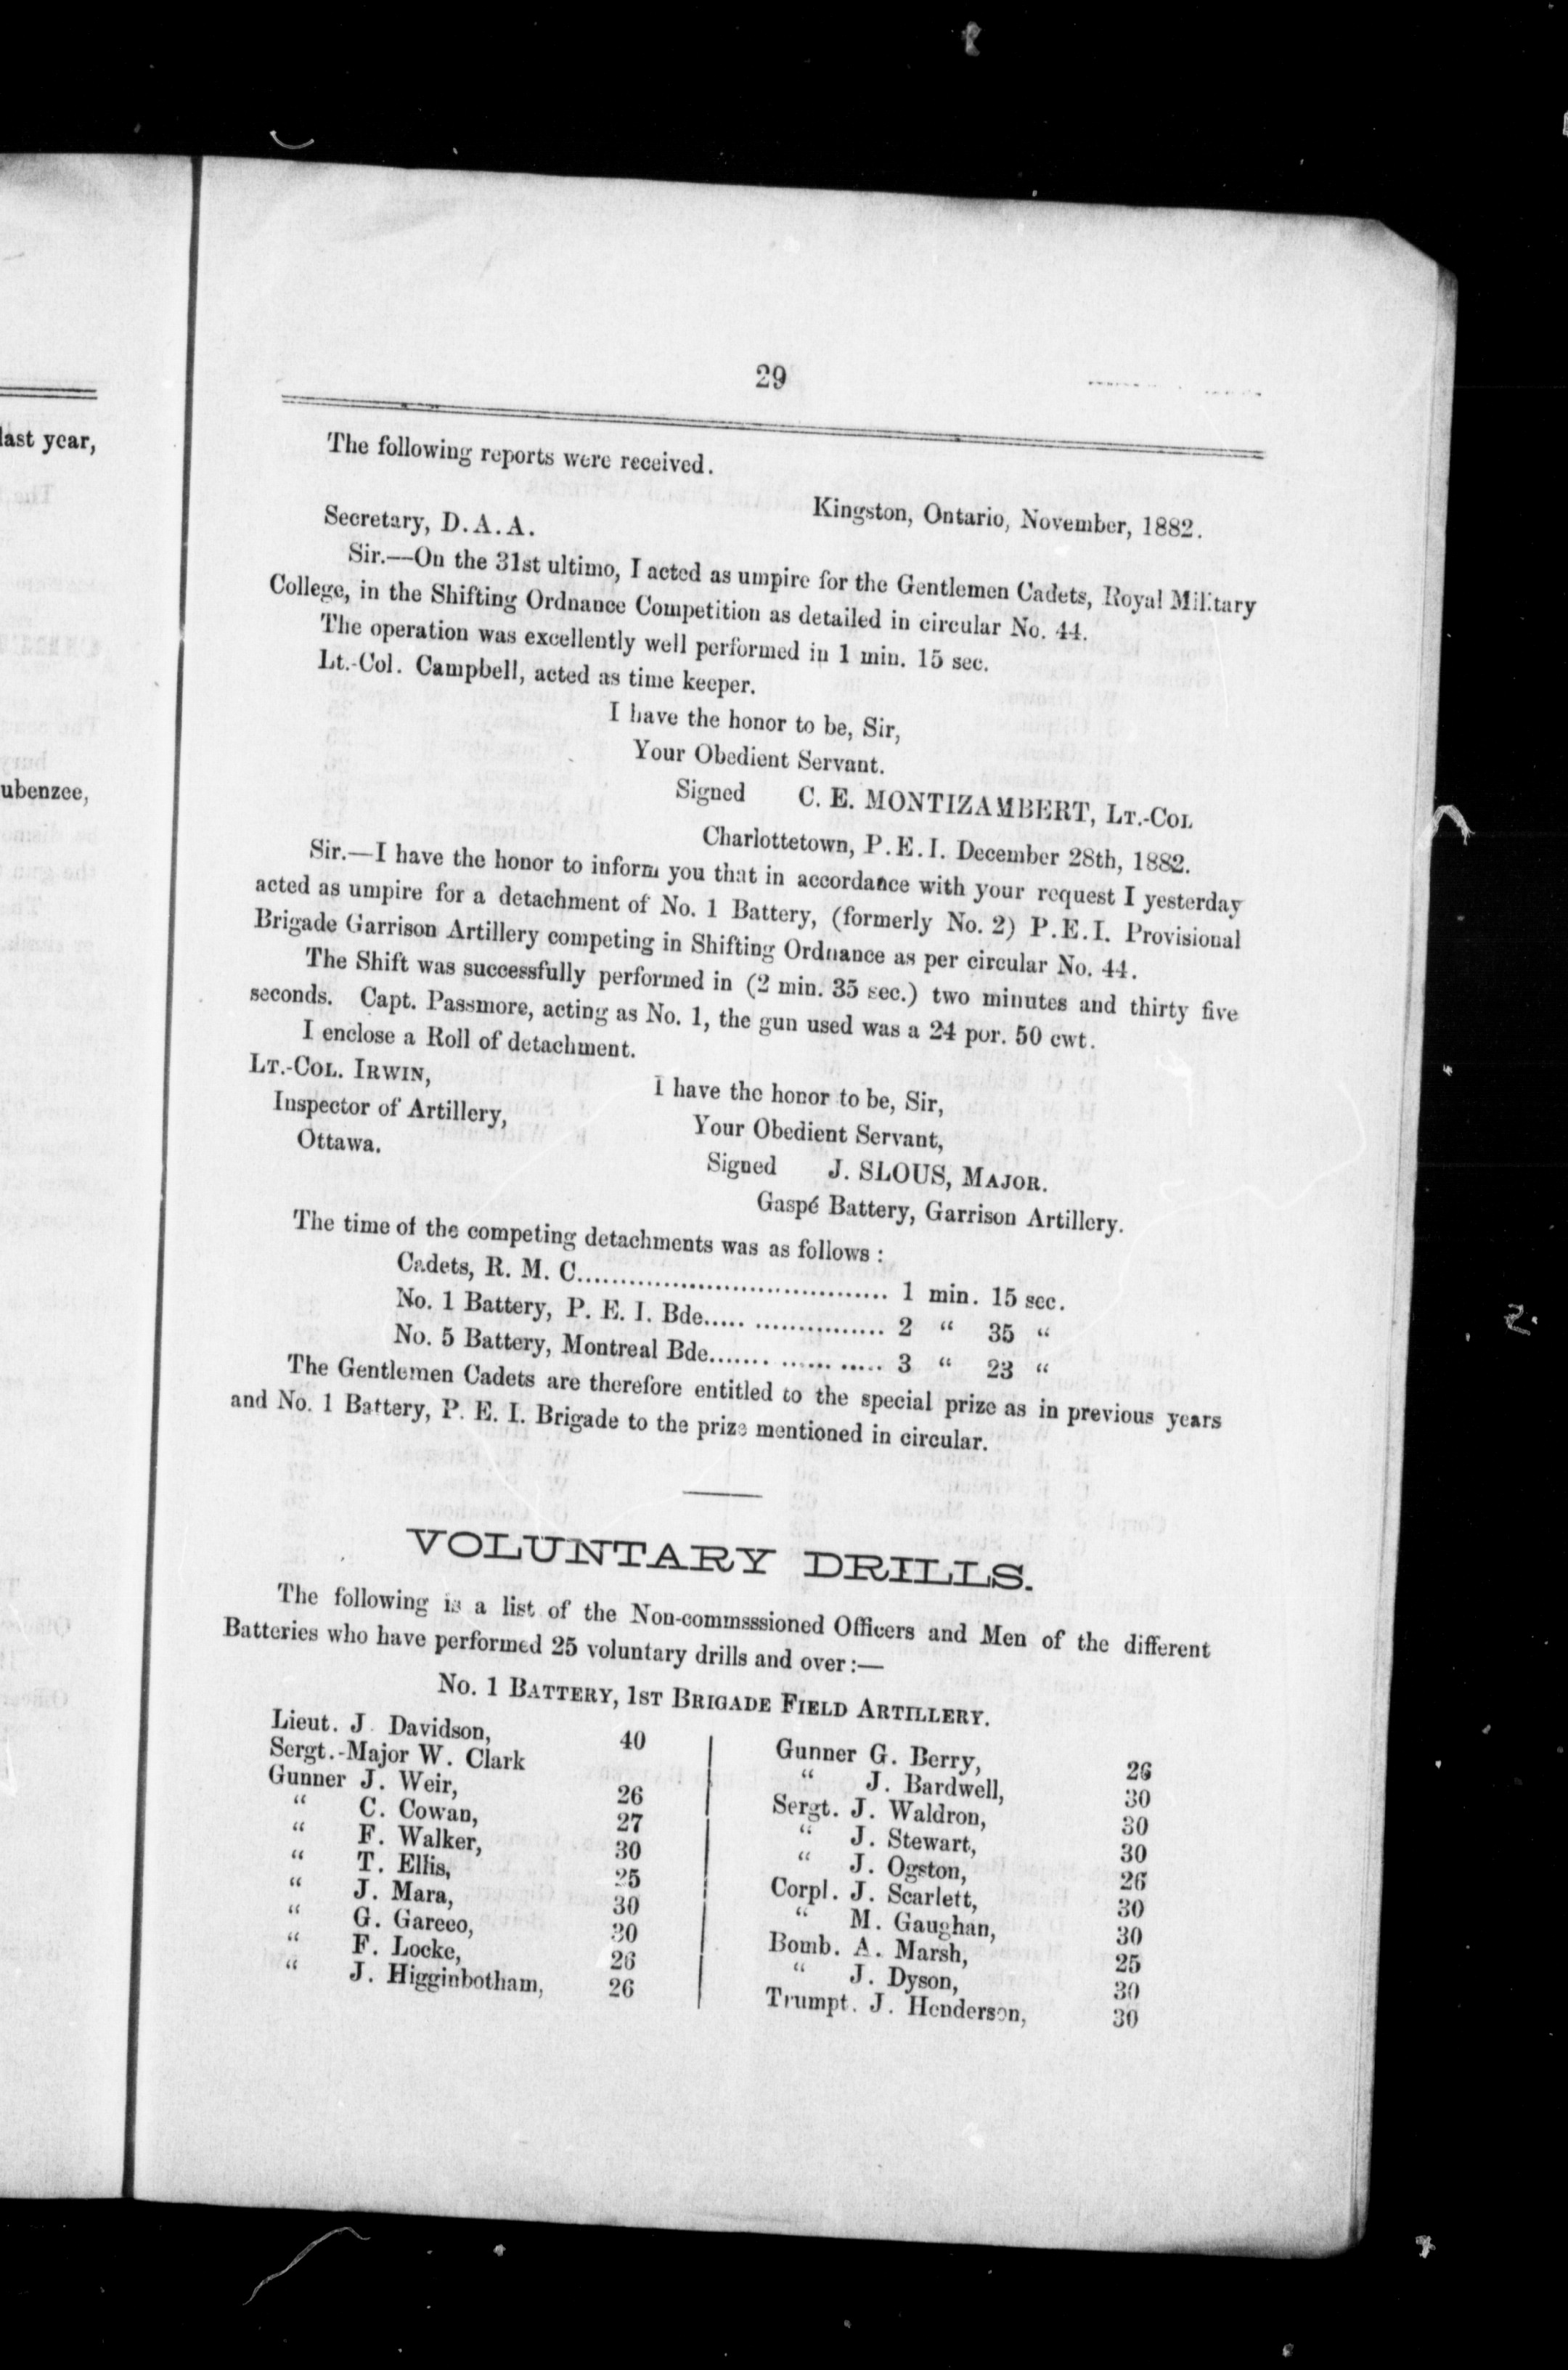 last year,
ubenzee,
29
The following reports were received.
Kingston, Ontario, November, 1882.
Secretary, D.A.A.
Sir.—On the 31st ultimo, I acted as umpire for the Gentlemen Cadets, Royal Military
College, in the Shifting Ordnance Competition as detailed in circular No. 44.
The operation was excellently well performed in 1 min. 15 sec.
Lt.-Col. Campbell, acted as time keeper.
I have the honor to be, Sir,
Your Obedient Servant.
Signed C. E. MONTIZAMBERT, LT.-COL
Charlottetown, P.E.I. December 28th, 1882.
Sir.—I have the honor to inform you that in accordance with your request I yesterday
acted as umpire for a detachment of No. 1 Battery, (formerly No. 2) P.E.I. Provisional
Brigade Garrison Artillery competing in Shifting Ordnance as per circular No. 44.
The Shift was successfully performed in (2 min. 35 sec.) two minutes and thirty five
seconds. Capt. Passmore, acting as No. 1, the gun used was a 24 por. 50 cwt.
I enclose a Roll of detachment.
LT.-COL. IRWIN,
I have the honor to be, Sir,
Inspector of Artillery,
Your Obedient Servant,
Ottawa.
Signed J. SLOUS, MAJOR.
Gaspé Battery, Garrison Artillery.
The time of the competing detachments was as follows :
Cadets, R. M. C...................................... 1 min. 15 sec.
No. 1 Battery, P. E. I. Bde..... ................ 2 “ 35 “
No. 5 Battery, Montreal Bde....... ...... ..... 3 “ 23 “
The Gentlemen Cadets are therefore entitled to the special prize as in previous years
and No. 1 Battery, P. E. I. Brigade to the prize mentioned in circular.
VOLUNTARY DRILLS.
The following is a list of the Non-commsssioned Officers and Men of the different
Batteries who have performed 25 voluntary drills and over:—
NO. 1 BATTERY, 1ST BRIGADE FIELD ARTILLERY.
Lieut. J. Davidson, 40
Sergt.-Major W. Clark
Gunner J. Weir, 26
“ C. Cowan, 27
“ F. Walker, 30
“ T. Ellis, 25
“ J. Mara, 30
“ G. Gareeo, 30
“ F. Locke, 26
“ J. Higginbotham, 26
Gunner G. Berry, 26
“ J. Bardwell, 30
Sergt. J. Waldron, 30
“ J. Stewart, 30
“ J. Ogston, 26
Corpl. J. Scarlett, 30
“ M. Gaughan, 30
Bomb. A. Marsh, 25
“ J. Dyson, 30
Trumpt. J. Henderson, 30